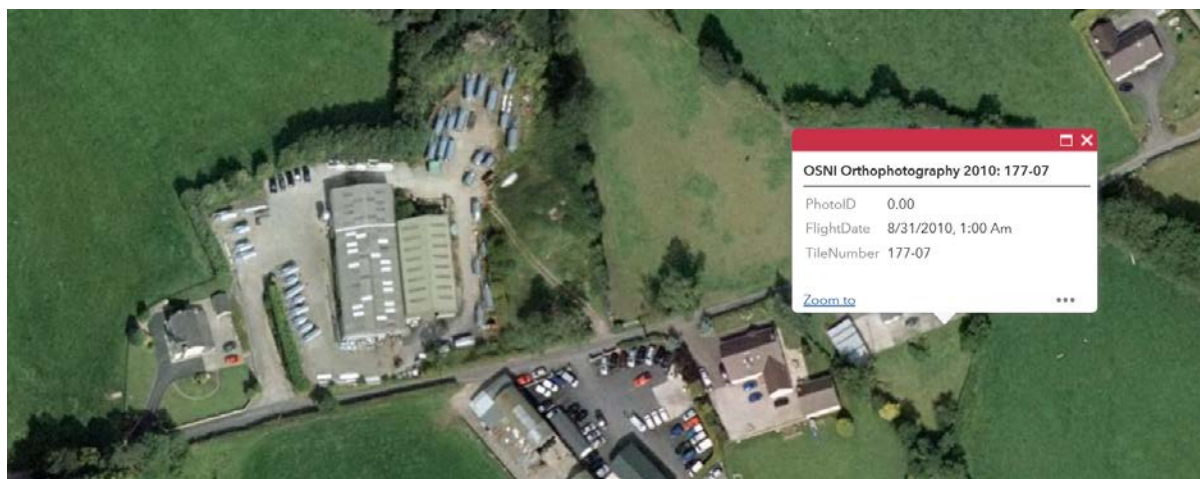 OSNI Orthophotography 2010: 177-07
PhotoID 0.00
FlightDate 8/31/2010, 1:00 Am
TileNumber 177-07
Zoom to